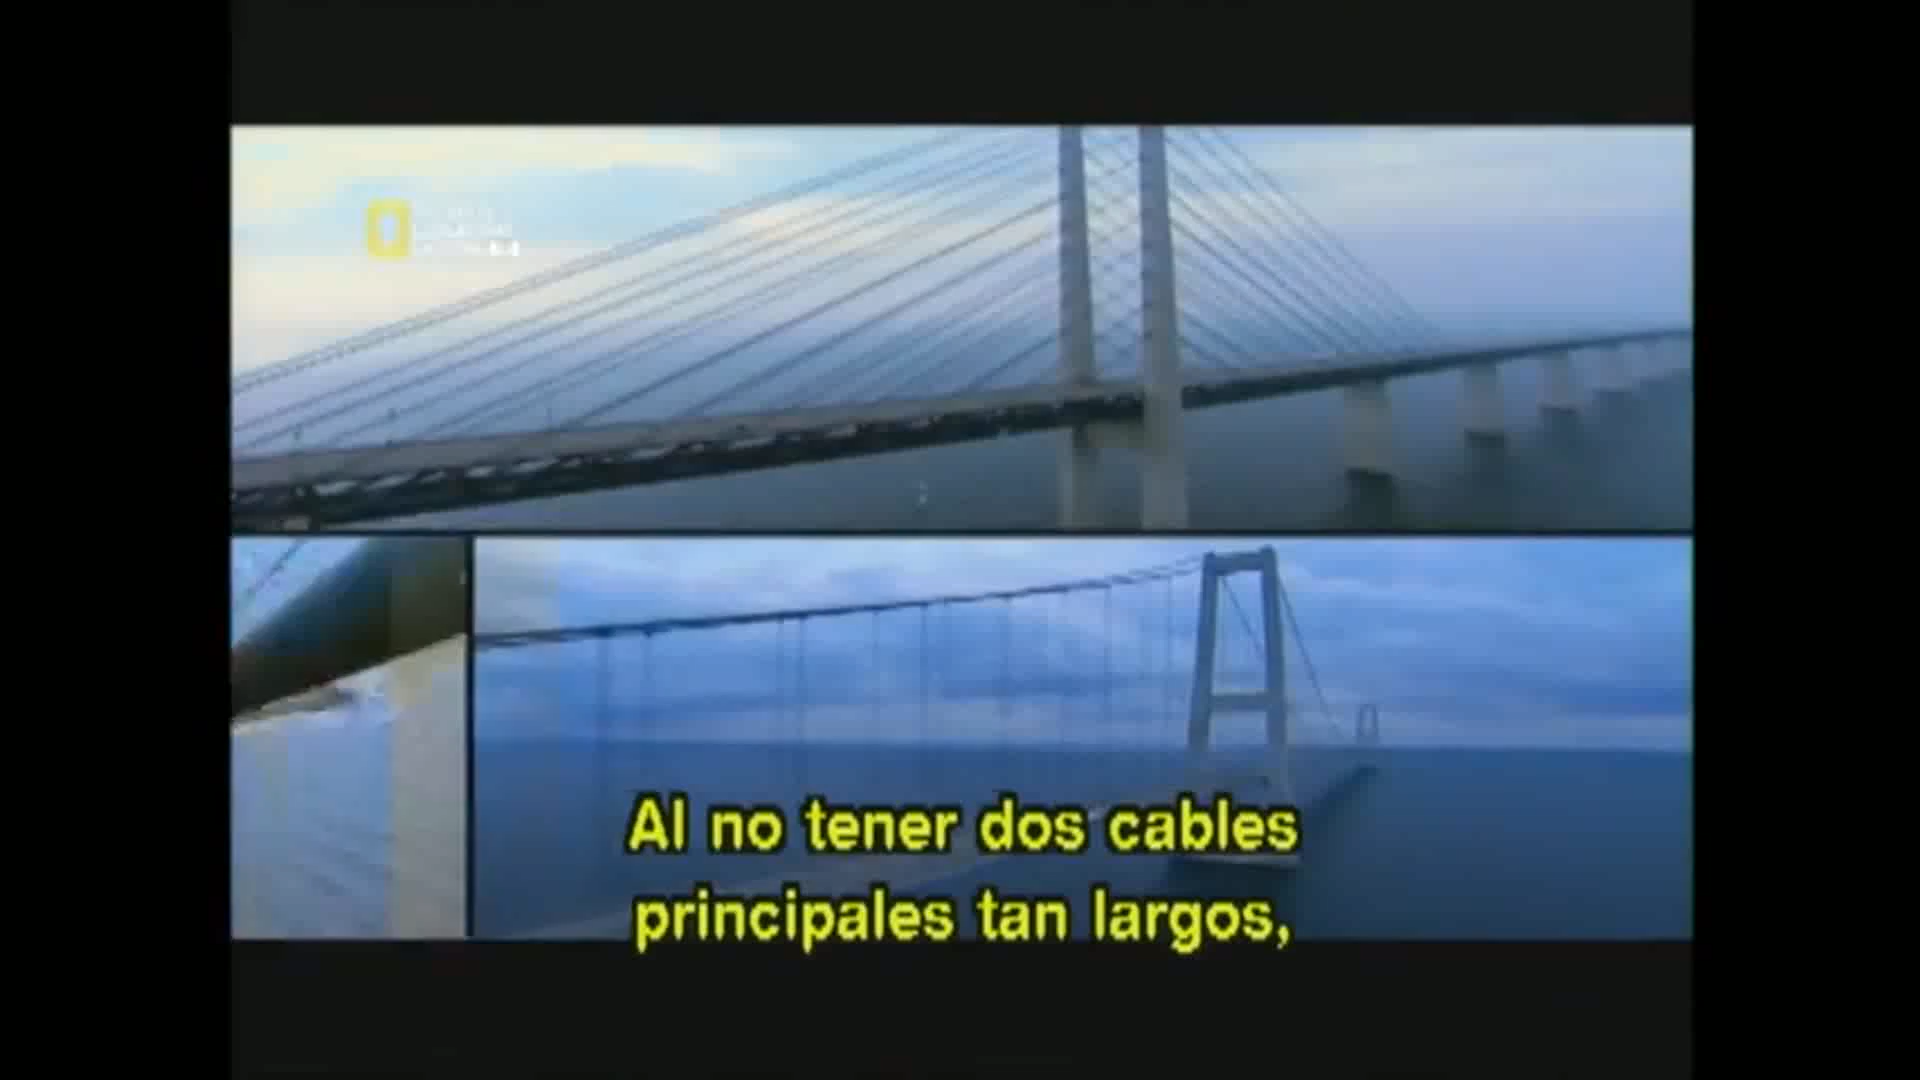 Al no tener dos cables
principales tan largos,